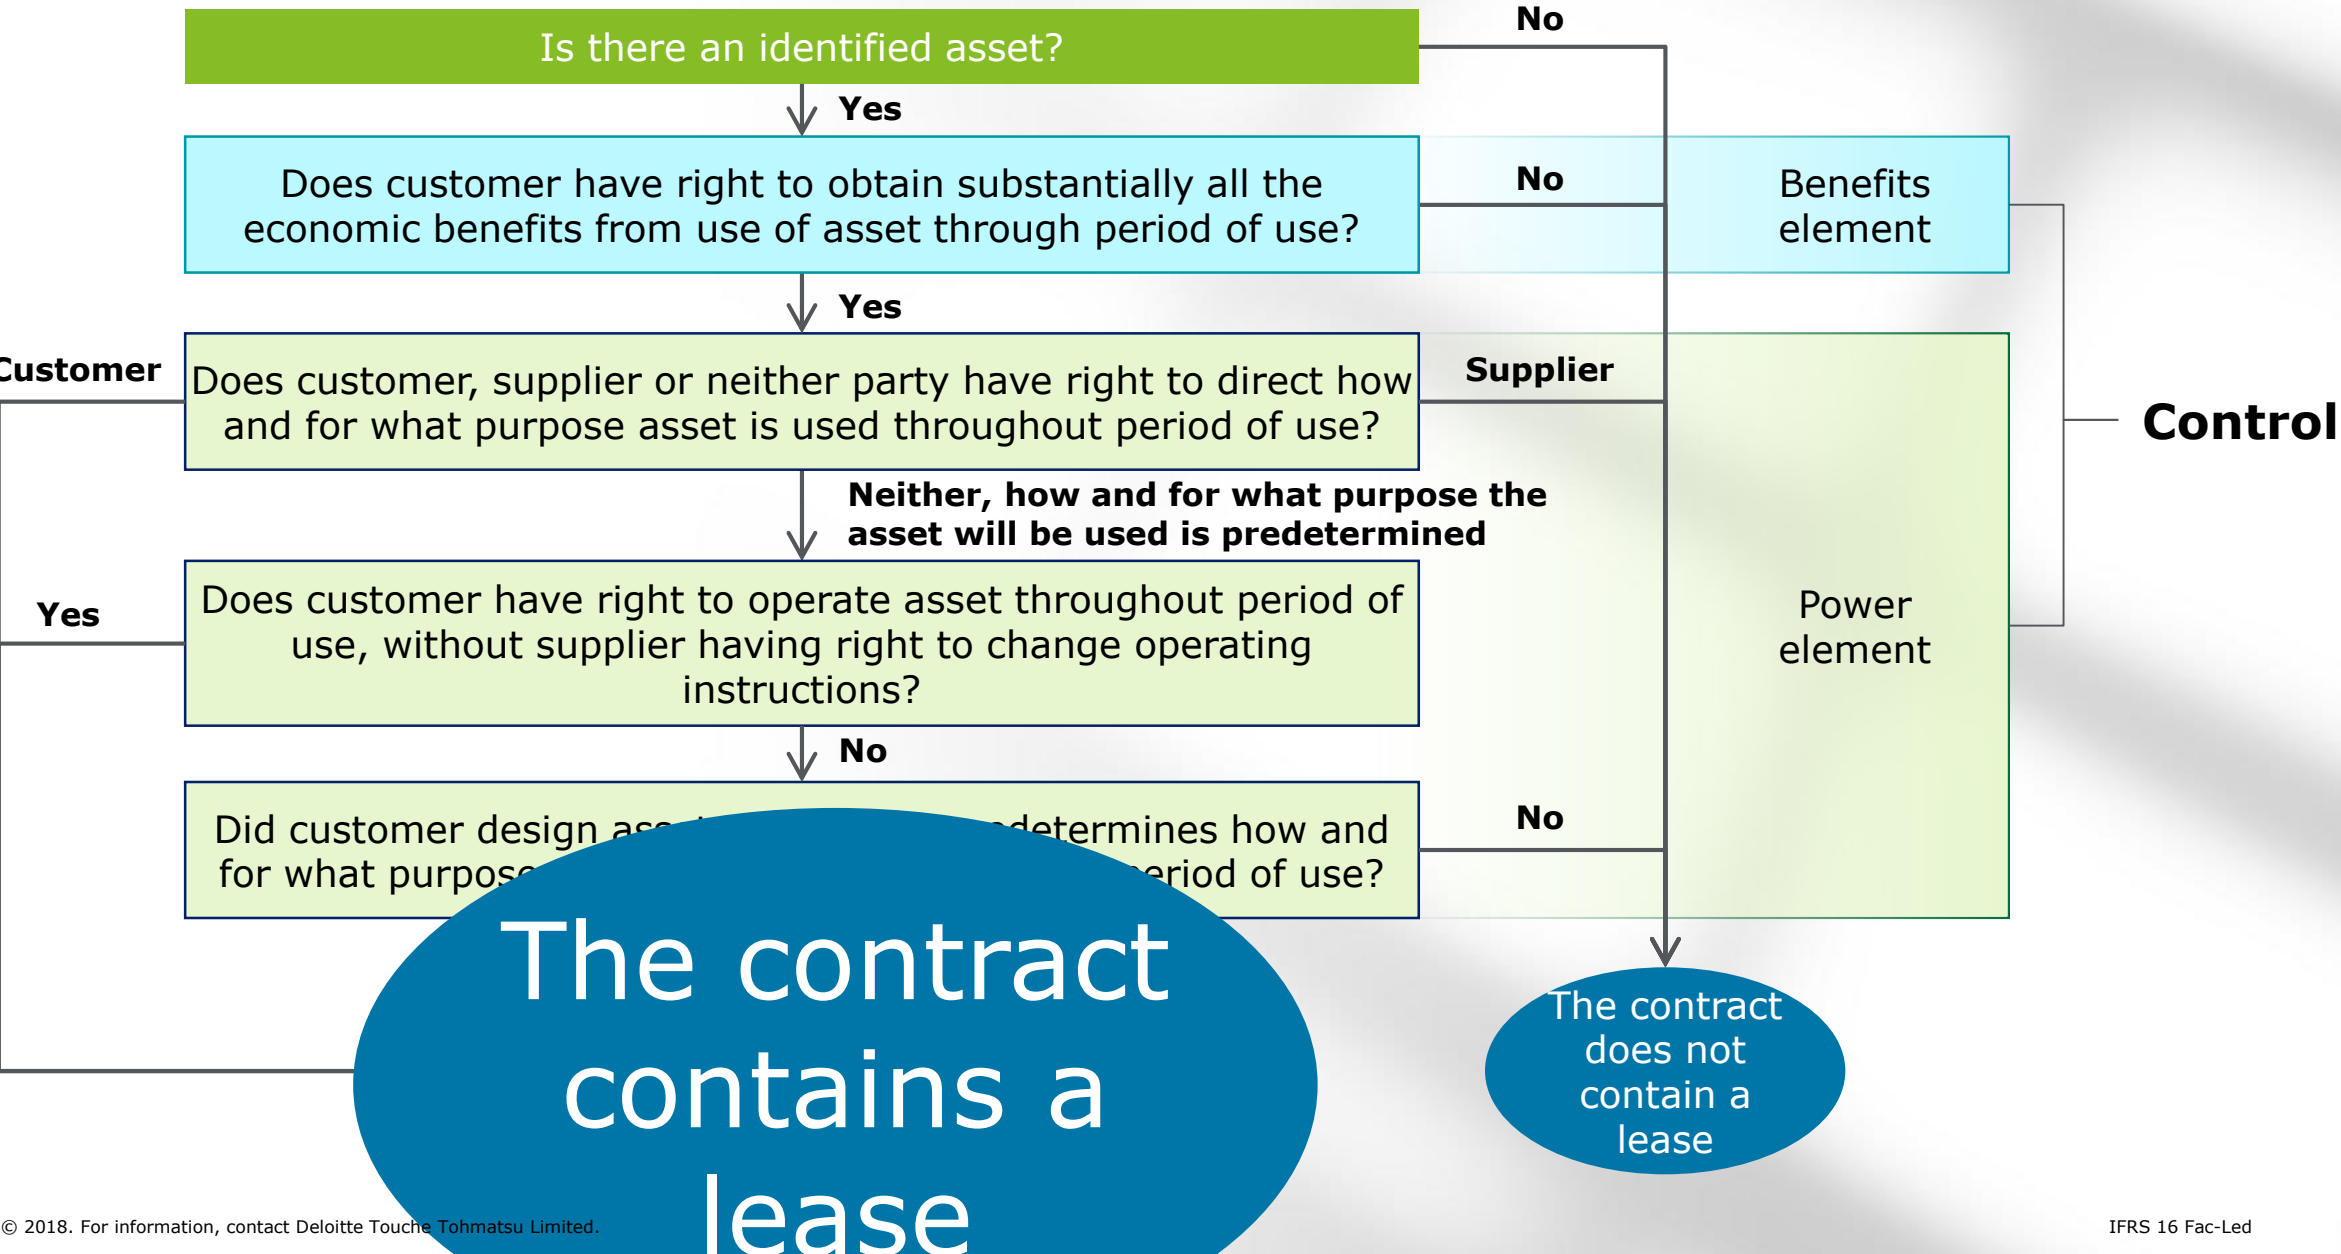 No
Is there an identified asset?
Yes
Does customer have right to obtain substantially all the
economic benefits from use of asset through period of use?
No
Benefits
element
Yes
Customer
Does customer, supplier or neither party have right to direct how
and for what purpose asset is used throughout period of use?
Supplier
Control
Neither, how and for what purpose the
asset will be used is predetermined
Yes
Does customer have right to operate asset throughout period of
use, without supplier having right to change operating
instructions?
Power
element
No
Did customer design determines how and
for what purpose period of use?
No
The contract
contains a
lease
The contract
does not
contain a
lease
© 2018. For information, contact Deloitte Touche Tohmatsu Limited.
IFRS 16 Fac-Led